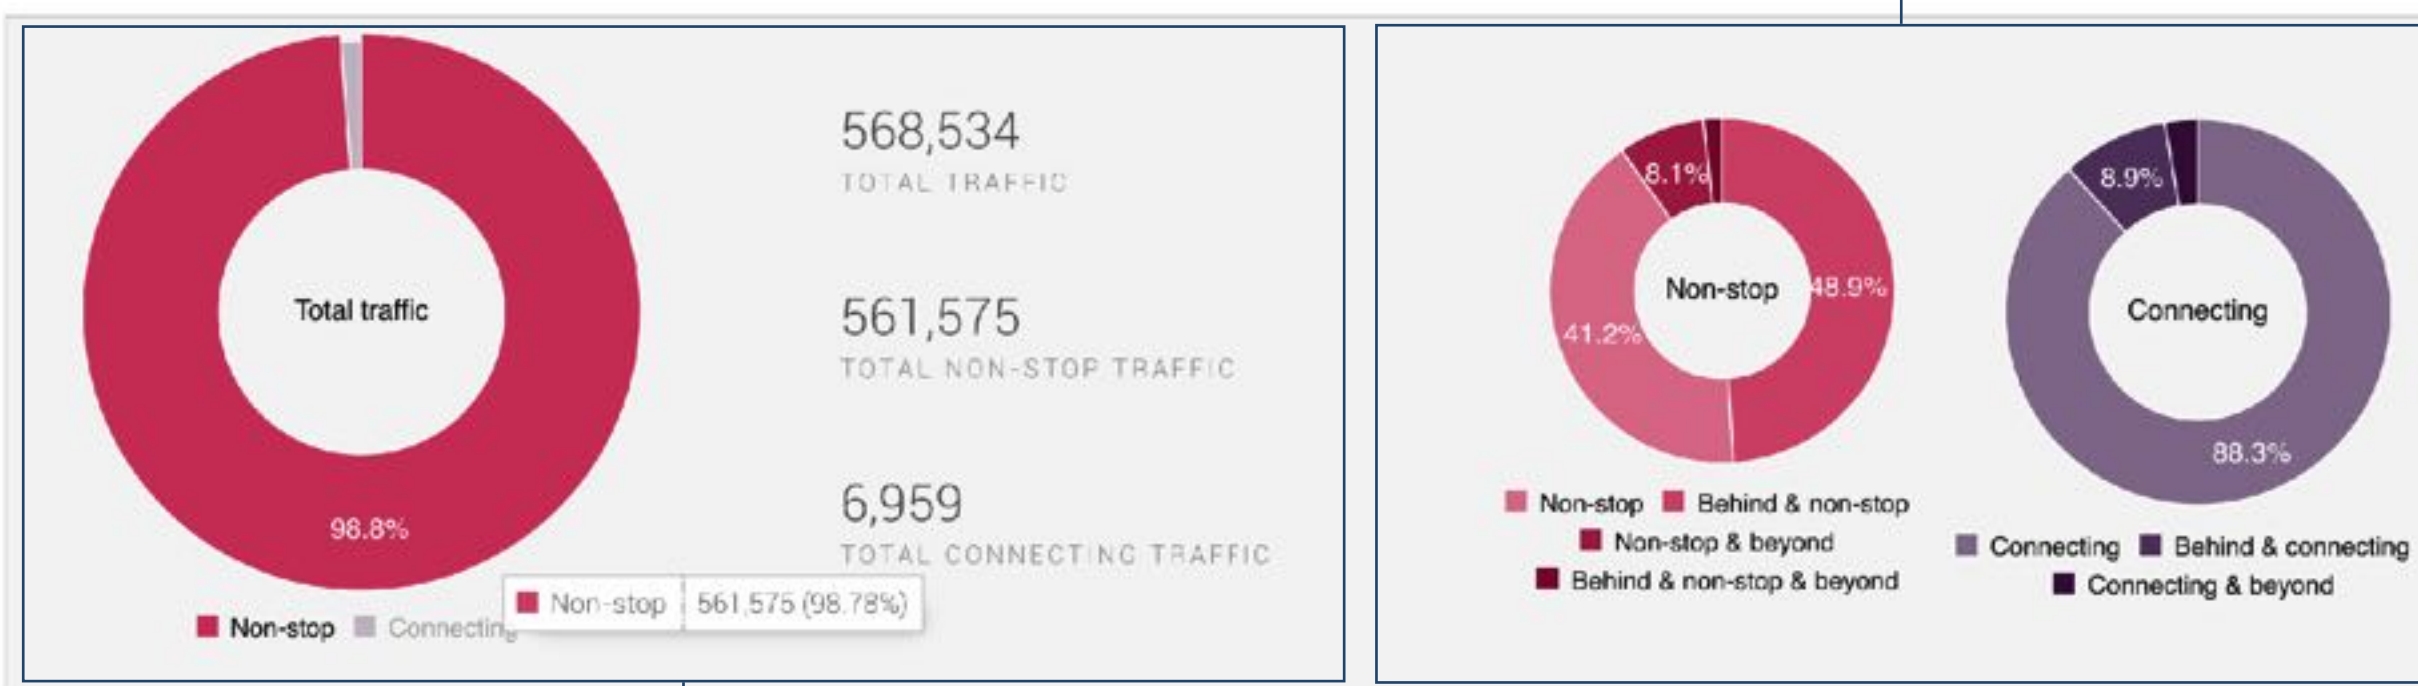 568,534
TOTAL TRAFFIC
561,575
TOTAL NON-STOP TRAFFIC
6,959
TOTAL CONNECTING TRAFFIC
Total traffic
98.8%
Non-stop 561,575 (98.78%)
Non-stop Connecting
8.1%
Non-stop
48.9%
41.2%
Non-stop Behind & non-stop
Non-stop & beyond
Behind & non-stop & beyond
8.9%
Connecting
88.3%
Connecting Behind & connecting
Connecting & beyond